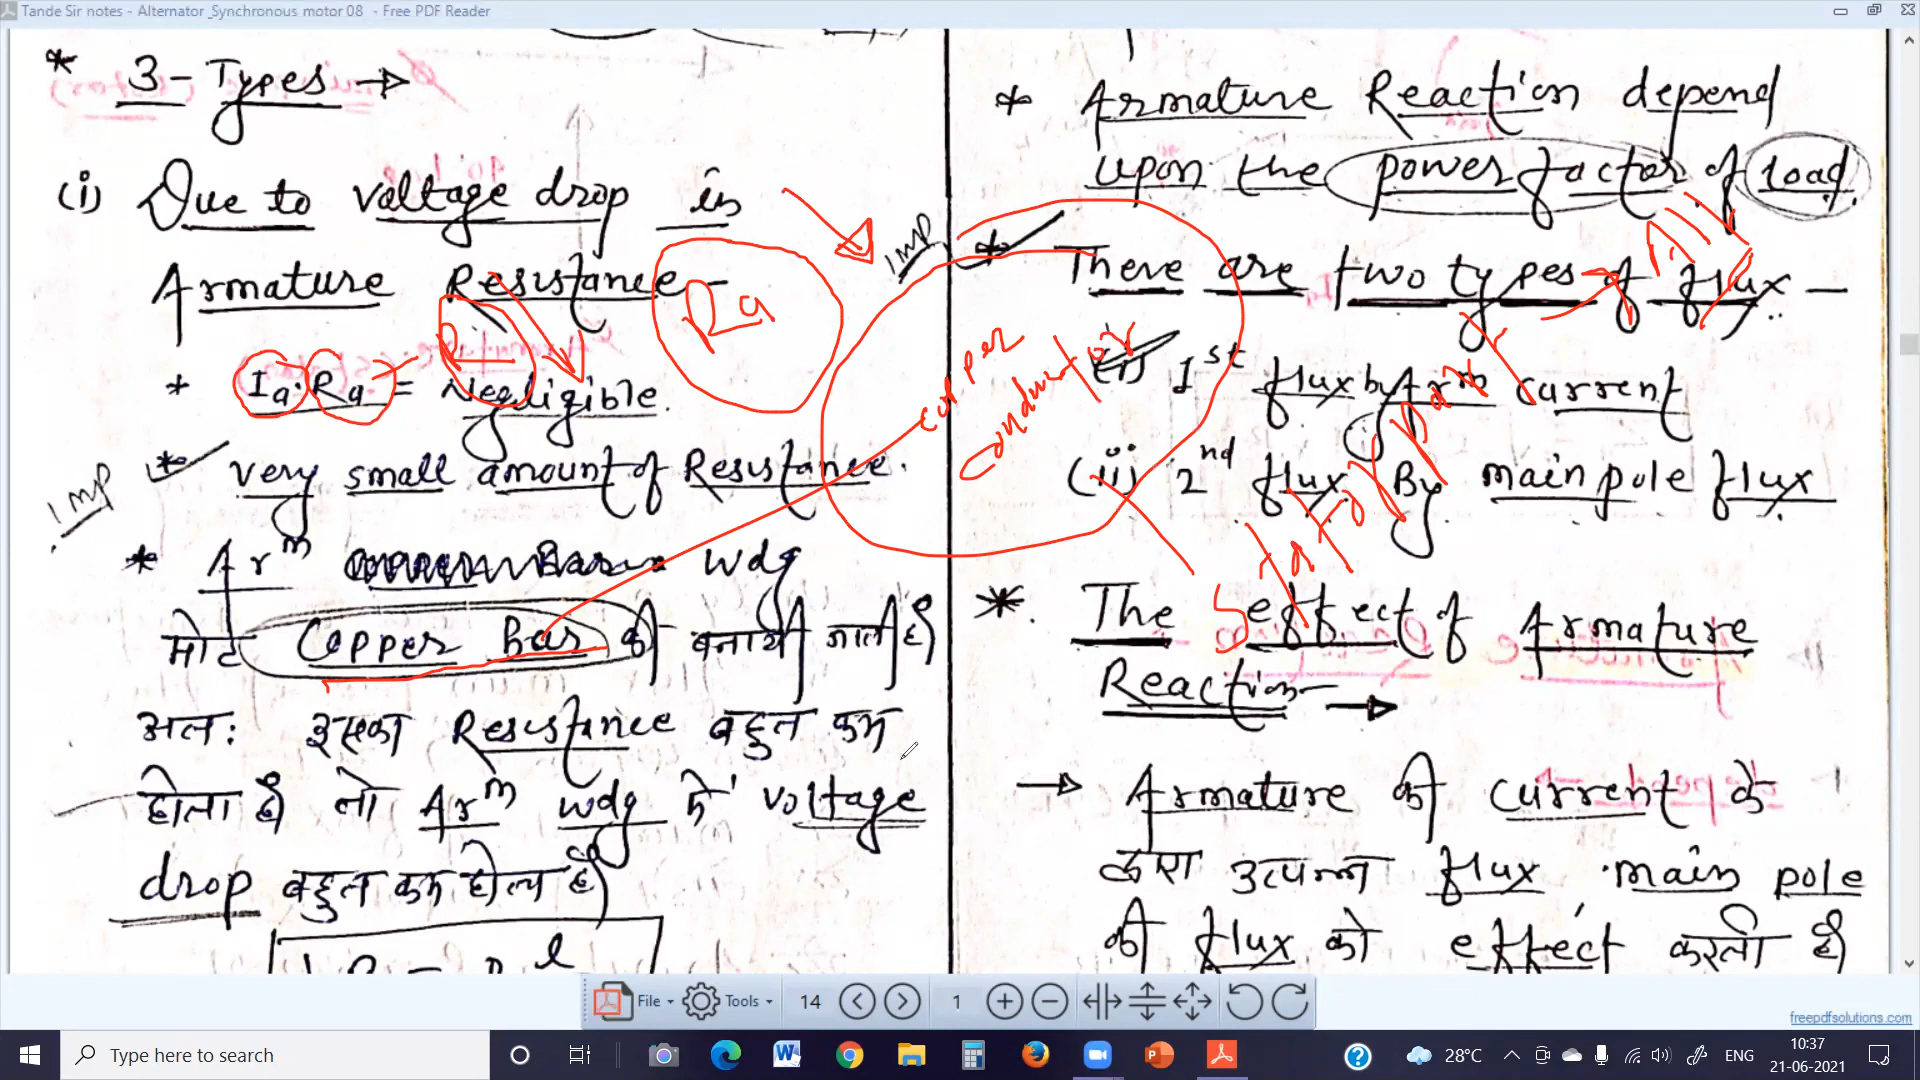 Tande Sir notes - Alternator _Synchronous motor 08 - Free PDF Reader
* 3- Types →
(i) Due to voltage drop in
Armature Resistance -
Ra
* Ia.Ra = Negligible.
Imp * very small amount of Resistance.
* Arm Bar wdg
मोटे Copper Bar की बनायी जाती है
अतः इसका Resistance बहुत कम
होता है तो Arm wdg में voltage
drop बहुत कम होता है
* Armature Reaction depend
upon the power factor of load.
Imp * There are two types of flux -
(i) 1st flux by Arm current
(ii) 2nd flux By main pole flux
copper
conductor
* The effect of Armature
Reaction →
→ Armature की current के
द्वारा उत्पन्न flux main pole
की flux को effect करती है
File Tools 14 1
freepdfsolutions.com
Type here to search
28°C ENG 10:37
21-06-2021